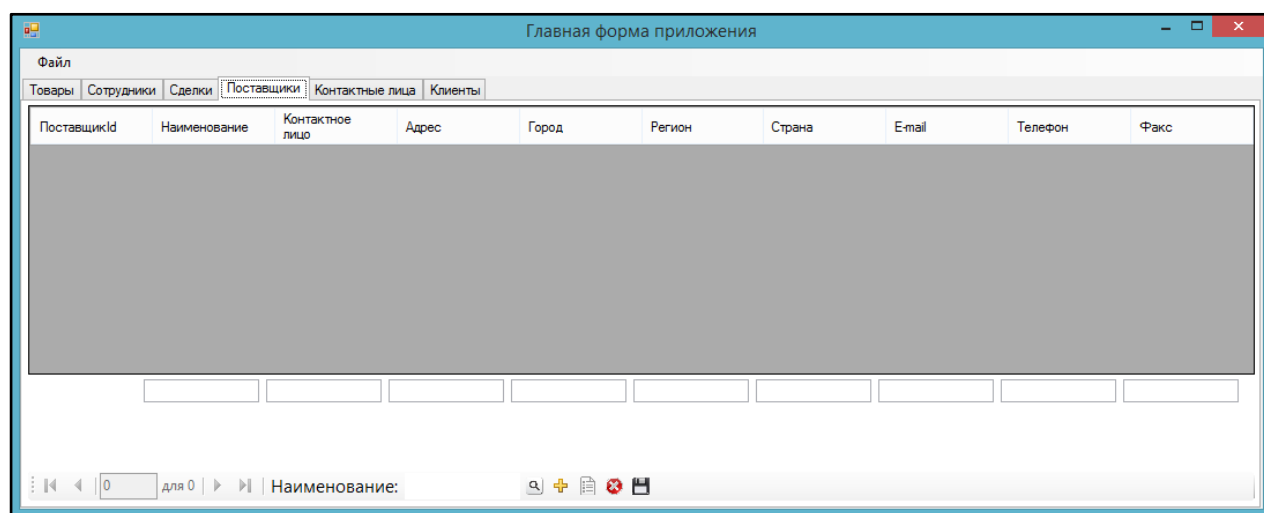 Главная форма приложения
Файл
Товары Сотрудники Сделки Поставщики Контактные лица Клиенты
ПоставщикId Наименование Контактное лицо Адрес Город Регион Страна E-mail Телефон Факс
0 для 0 Наименование: